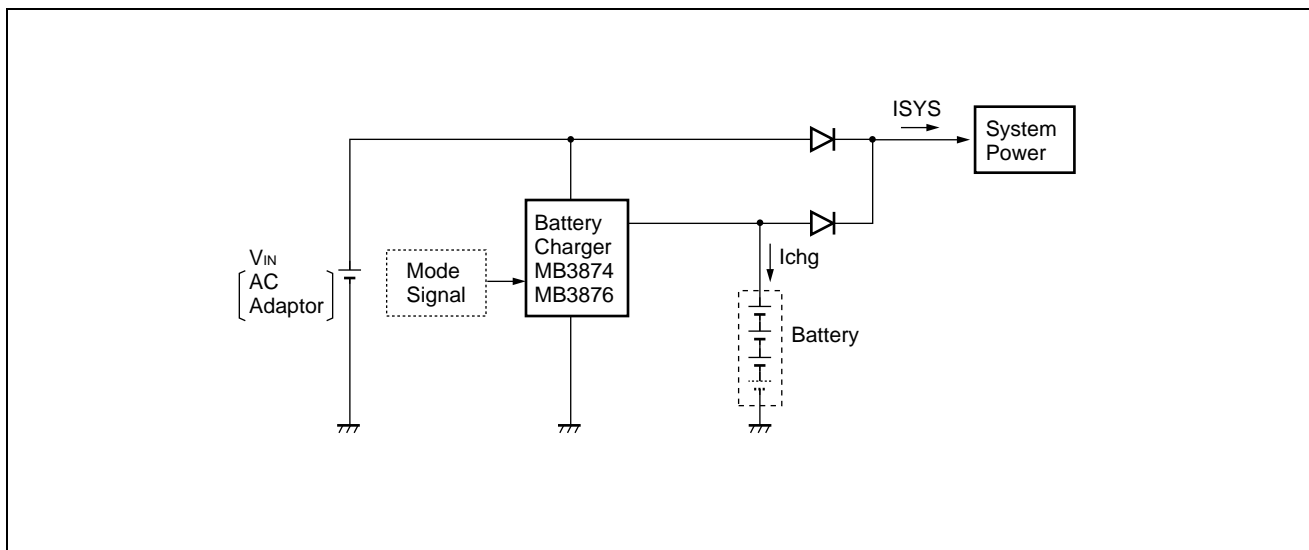 ISYS
System
Power
Battery
Charger
MB3874
MB3876
Ichg
VIN
AC
Adaptor
Mode
Signal
Battery